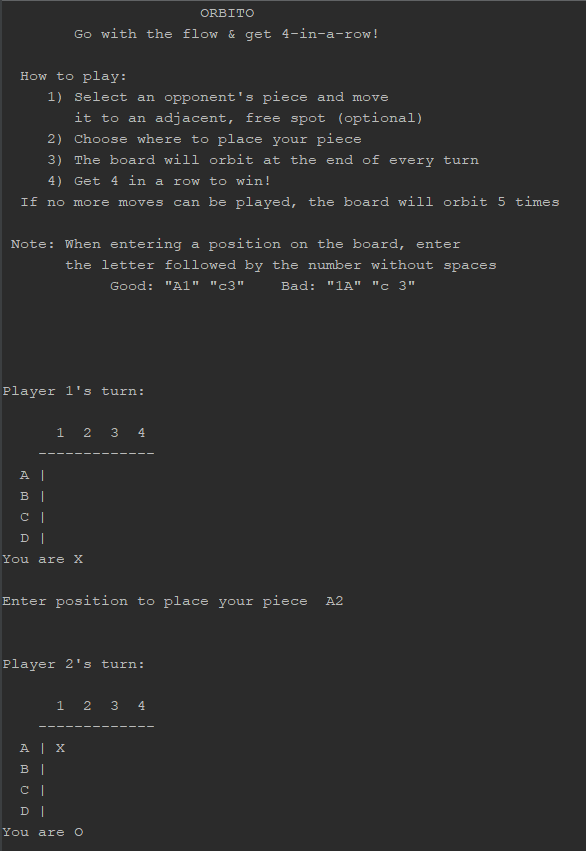 ORBITO
Go with the flow & get 4-in-a-row!
How to play:
1) Select an opponent's piece and move
it to an adjacent, free spot (optional)
2) Choose where to place your piece
3) The board will orbit at the end of every turn
4) Get 4 in a row to win!
If no more moves can be played, the board will orbit 5 times
Note: When entering a position on the board, enter
the letter followed by the number without spaces
Good: "A1" "c3"    Bad: "1A" "c 3"
Player 1's turn:
1  2  3  4
-------------
A |
B |
C |
D |
You are X
Enter position to place your piece  A2
Player 2's turn:
1  2  3  4
-------------
A | X
B |
C |
D |
You are O